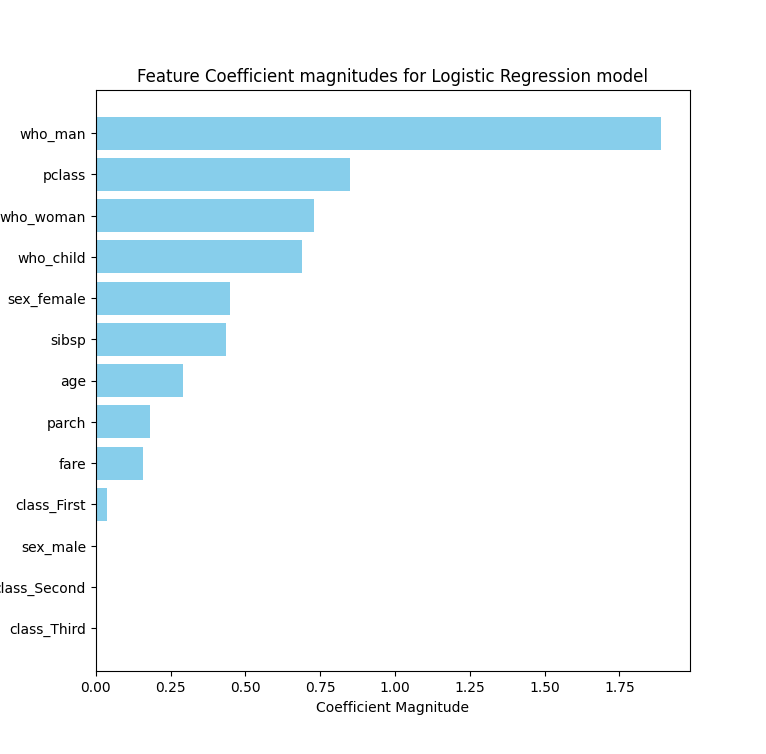 Feature Coefficient magnitudes for Logistic Regression model
who_man
pclass
who_woman
who_child
sex_female
sibsp
age
parch
fare
class_First
sex_male
class_Second
class_Third
0.00 0.25 0.50 0.75 1.00 1.25 1.50 1.75
Coefficient Magnitude